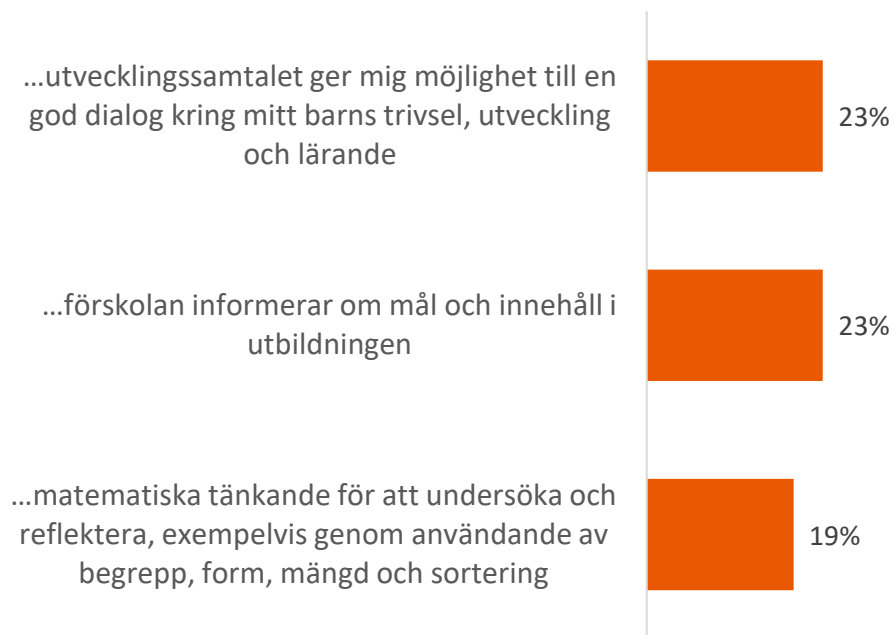 ...utvecklingssamtalet ger mig möjlighet till en
god dialog kring mitt barns trivsel, utveckling
och lärande
23%
...förskolan informerar om mål och innehåll i
utbildningen
23%
...matematiska tänkande för att undersöka och
reflektera, exempelvis genom användande av
begrepp, form, mängd och sortering
19%